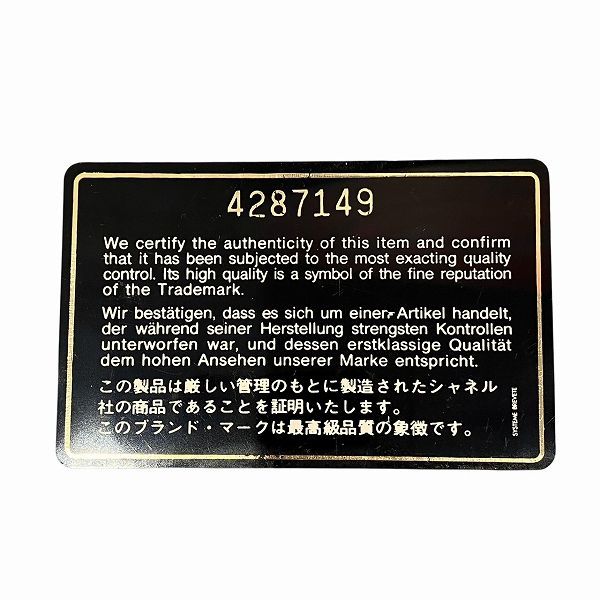 4287149
We certify the authenticity of this item and confirm
that it has been subjected to the most exacting quality
control. Its high quality is a symbol of the fine reputation
of the Trademark.
Wir bestätigen, dass es sich um einen Artikel handelt,
der während seiner Herstellung strengsten Kontrollen
unterworfen war, und dessen erstklassige Qualität
dem hohen Ansehen unserer Marke entspricht.
この製品は厳しい管理のもとに製造されたシャネル
社の商品であることを証明いたします。
このブランド・マークは最高級品質の象徴です。
SYSTEME BREVETE